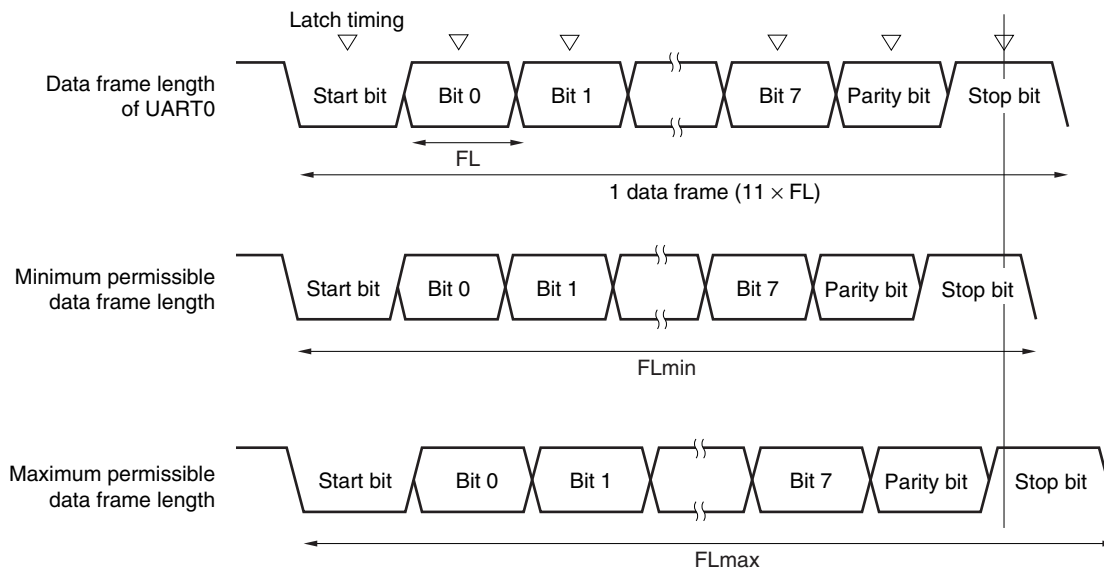 Latch timing
Data frame length
of UART0
Start bit
Bit 0
Bit 1
Bit 7
Parity bit
Stop bit
FL
1 data frame (11 × FL)
Minimum permissible
data frame length
Start bit
Bit 0
Bit 1
Bit 7
Parity bit
Stop bit
FLmin
Maximum permissible
data frame length
Start bit
Bit 0
Bit 1
Bit 7
Parity bit
Stop bit
FLmax